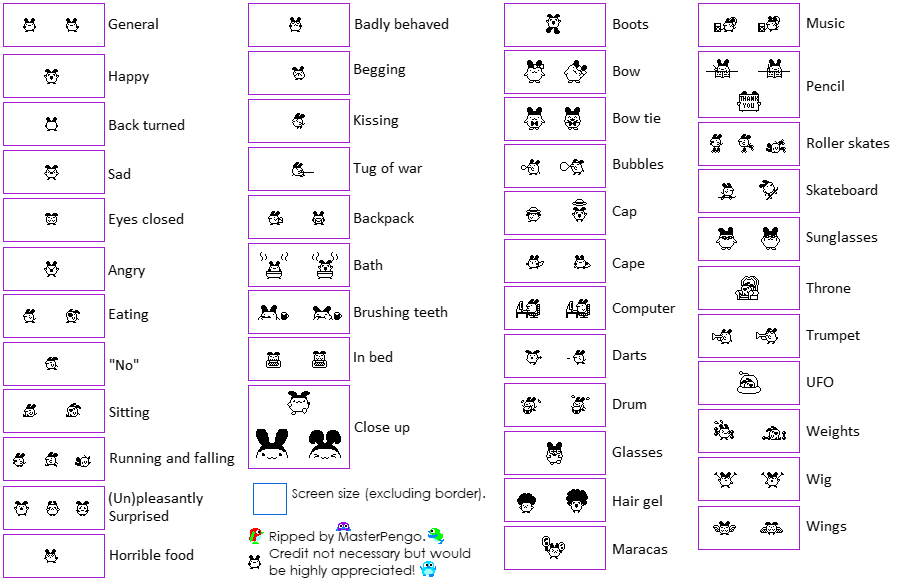 General
Happy
Back turned
Sad
Eyes closed
Angry
Eating
"No"
Sitting
Running and falling
(Un)pleasantly
Surprised
Horrible food
Badly behaved
Begging
Kissing
Tug of war
Backpack
Bath
Brushing teeth
In bed
Close up
Screen size (excluding border).
Ripped by MasterPengo.
Credit not necessary but would
be highly appreciated!
Boots
Bow
Bow tie
Bubbles
Cap
Cape
Computer
Darts
Drum
Glasses
Hair gel
Maracas
Music
Pencil
THANK
YOU
Roller skates
Skateboard
Sunglasses
Throne
Trumpet
UFO
Weights
Wig
Wings